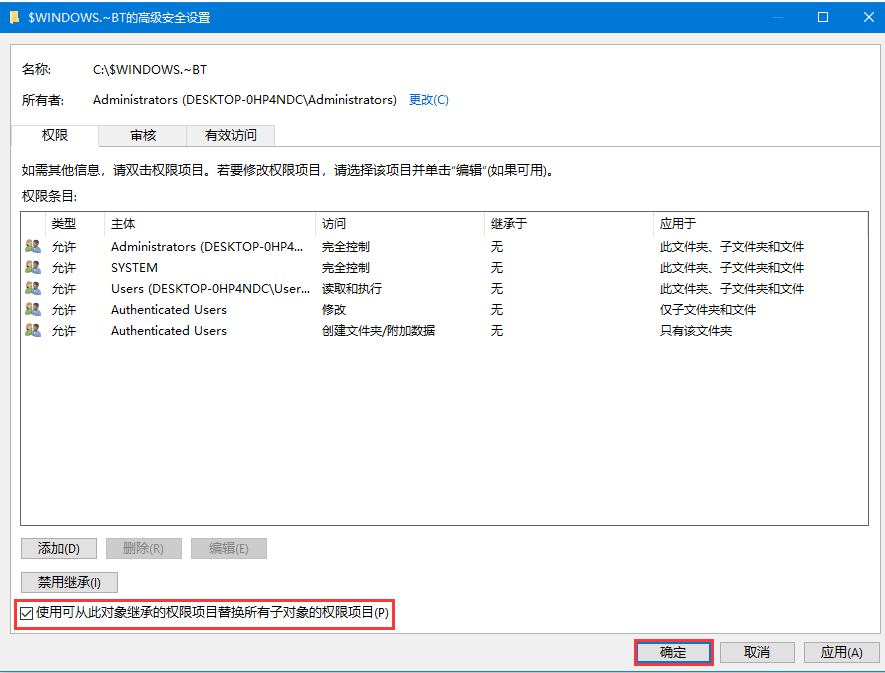 $WINDOWS.~BT的高级安全设置
名称: C:\$WINDOWS.~BT
所有者: Administrators (DESKTOP-0HP4NDC\Administrators) 更改(C)
权限 审核 有效访问
如需其他信息，请双击权限项目。若要修改权限项目，请选择该项目并单击"编辑"(如果可用)。
权限条目:
类型 主体 访问 继承于 应用于
允许 Administrators (DESKTOP-0HP4... 完全控制 无 此文件夹、子文件夹和文件
允许 SYSTEM 完全控制 无 此文件夹、子文件夹和文件
允许 Users (DESKTOP-0HP4NDC\User... 读取和执行 无 此文件夹、子文件夹和文件
允许 Authenticated Users 修改 无 仅子文件夹和文件
允许 Authenticated Users 创建文件夹/附加数据 无 只有该文件夹
添加(D) 删除(R) 编辑(E)
禁用继承(I)
使用可从此对象继承的权限项目替换所有子对象的权限项目(P)
确定 取消 应用(A)